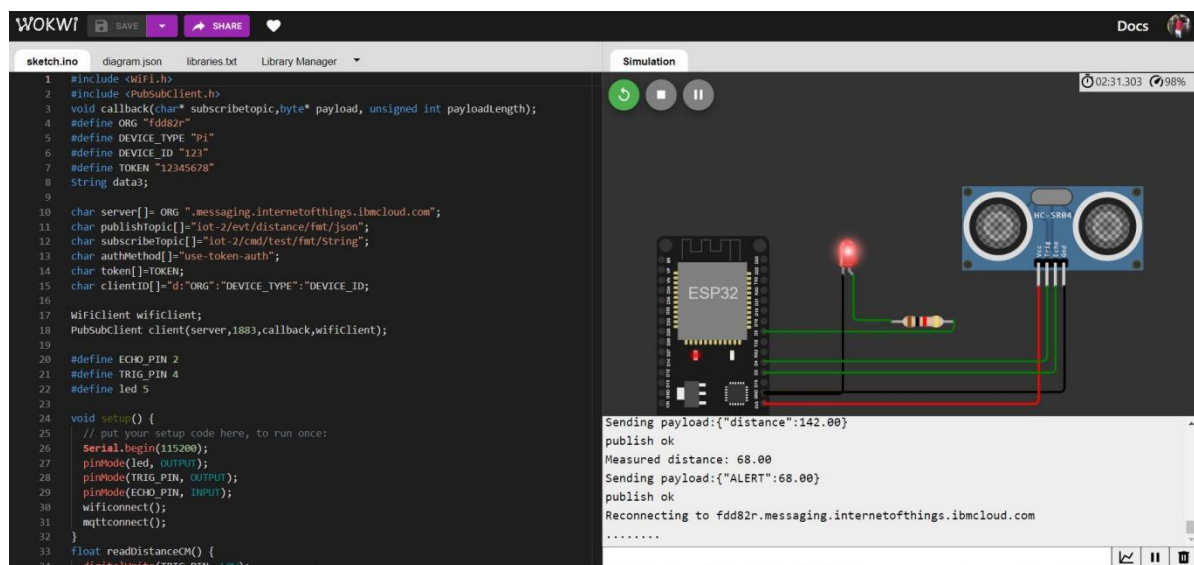 WOKWi SAVE SHARE Docs
sketch.ino diagram.json libraries.txt Library Manager
Simulation
1 #include <WiFi.h>
2 #include <PubSubClient.h>
3 void callback(char* subscribetopic,byte* payload, unsigned int payloadLength);
4 #define ORG "fdd82r"
5 #define DEVICE_TYPE "Pi"
6 #define DEVICE_ID "123"
7 #define TOKEN "12345678"
8 String data3;
9
10 char server[]= ORG ".messaging.internetofthings.ibmcloud.com";
11 char publishTopic[]="iot-2/evt/distance/fmt/json";
12 char subscribeTopic[]="iot-2/cmd/test/fmt/String";
13 char authMethod[]="use-token-auth";
14 char token[]=TOKEN;
15 char clientID[]="d:"ORG":"DEVICE_TYPE":"DEVICE_ID;
16
17 WiFiClient wifiClient;
18 PubSubClient client(server,1883,callback,wifiClient);
19
20 #define ECHO_PIN 2
21 #define TRIG_PIN 4
22 #define led 5
23
24 void setup() {
25 // put your setup code here, to run once:
26 Serial.begin(115200);
27 pinMode(led, OUTPUT);
28 pinMode(TRIG_PIN, OUTPUT);
29 pinMode(ECHO_PIN, INPUT);
30 wificonnect();
31 mqttconnect();
32 }
33 float readDistanceCM() {
02:31.303 98%
HC-SR04
Vcc
Trig
Echo
Gnd
ESP32
Sending payload:{"distance":142.00}
publish ok
Measured distance: 68.00
Sending payload:{"ALERT":68.00}
publish ok
Reconnecting to fdd82r.messaging.internetofthings.ibmcloud.com
........